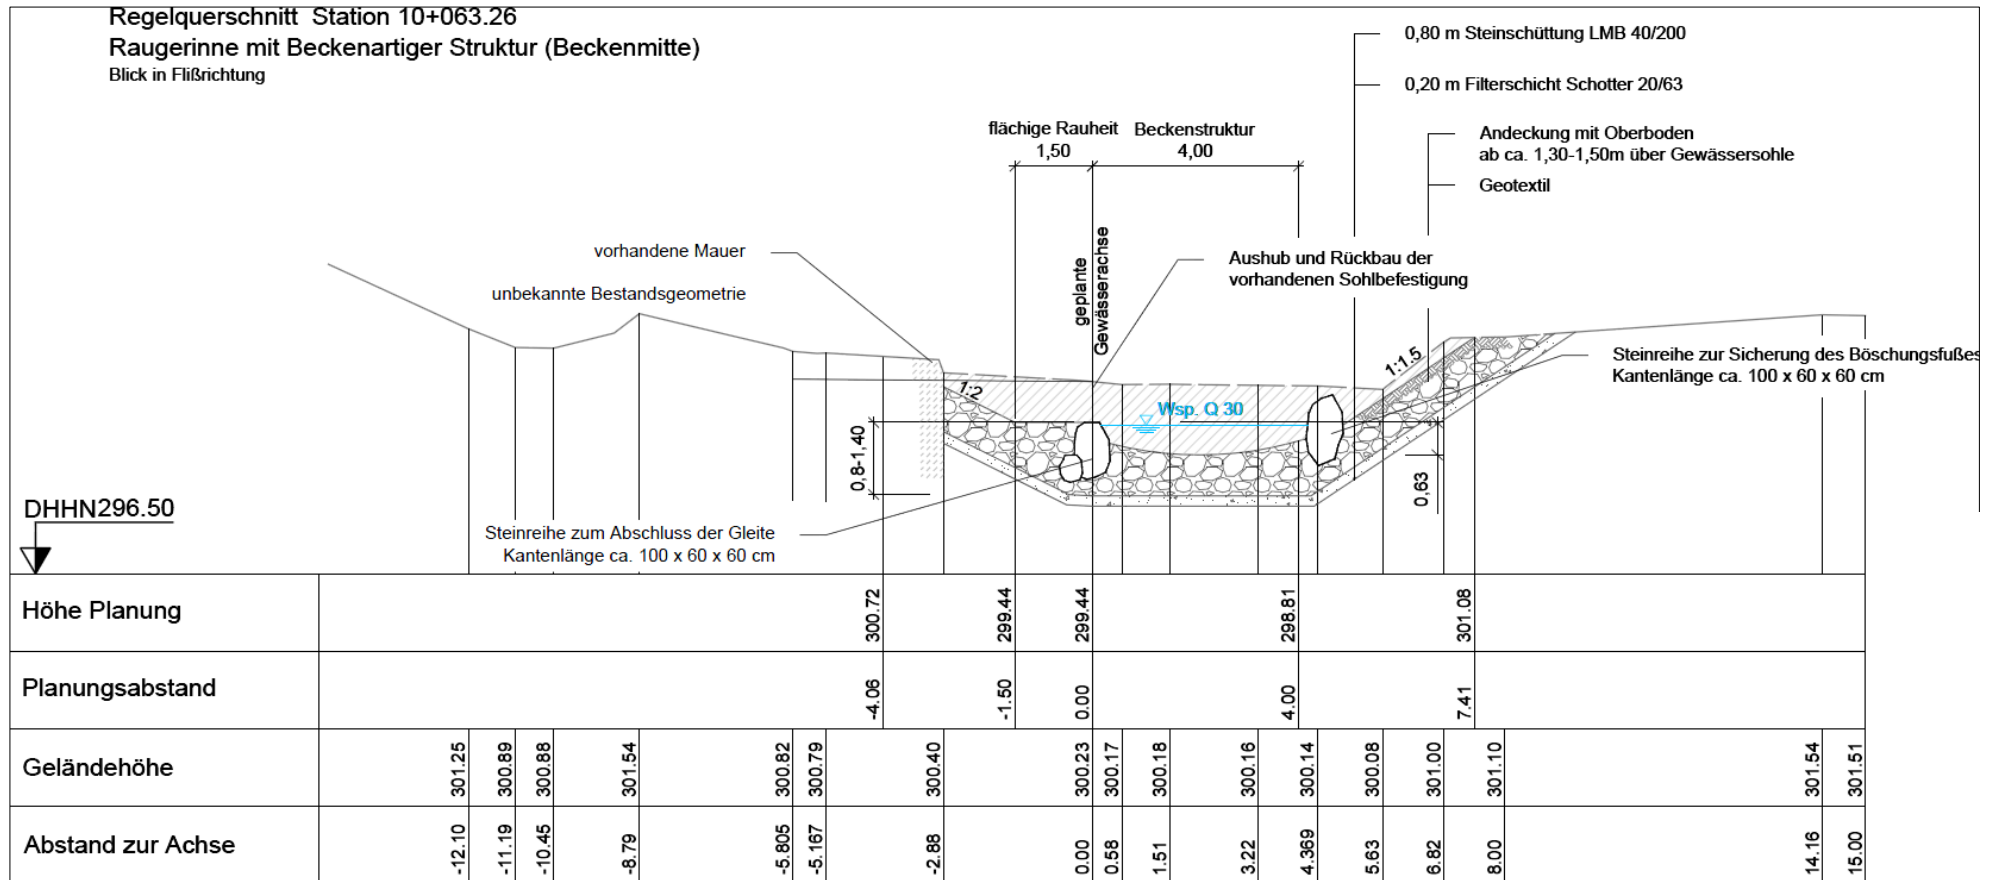 Regelquerschnitt Station 10+063.26
Raugerinne mit Beckenartiger Struktur (Beckenmitte)
Blick in Flißrichtung
0,80 m Steinschüttung LMB 40/200
0,20 m Filterschicht Schotter 20/63
flächige Rauheit
1,50
Beckenstruktur
4,00
Andeckung mit Oberboden
ab ca. 1,30-1,50m über Gewässersohle
Geotextil
vorhandene Mauer
unbekannte Bestandsgeometrie
geplante
Gewässerachse
Aushub und Rückbau der
vorhandenen Sohlbefestigung
1:2
1:1.5
Steinreihe zur Sicherung des Böschungsfußes
Kantenlänge ca. 100 x 60 x 60 cm
Wsp. Q 30
0,8-1,40
0,63
DHHN296.50
Steinreihe zum Abschluss der Gleite
Kantenlänge ca. 100 x 60 x 60 cm
Höhe Planung 300.72 299.44 299.44 298.81 301.08
Planungsabstand -4.06 -1.50 0.00 4.00 7.41
Geländehöhe 301.25 300.89 300.88 301.54 300.82 300.79 300.40 300.23 300.17 300.18 300.16 300.14 300.08 301.00 301.10 301.54 301.51
Abstand zur Achse -12.10 -11.19 -10.45 -8.79 -5.805 -5.167 -2.88 0.00 0.58 1.51 3.22 4.369 5.63 6.82 8.00 14.16 15.00